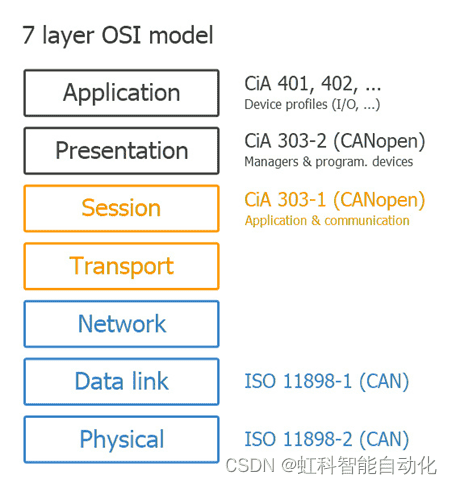 7 layer OSI model
Application
CiA 401, 402, ...
Device profiles (I/O, ...)
Presentation
CiA 303-2 (CANopen)
Managers & program. devices
Session
CiA 303-1 (CANopen)
Application & communication
Transport
Network
Data link
ISO 11898-1 (CAN)
Physical
ISO 11898-2 (CAN)
CSDN @虹科智能自动化